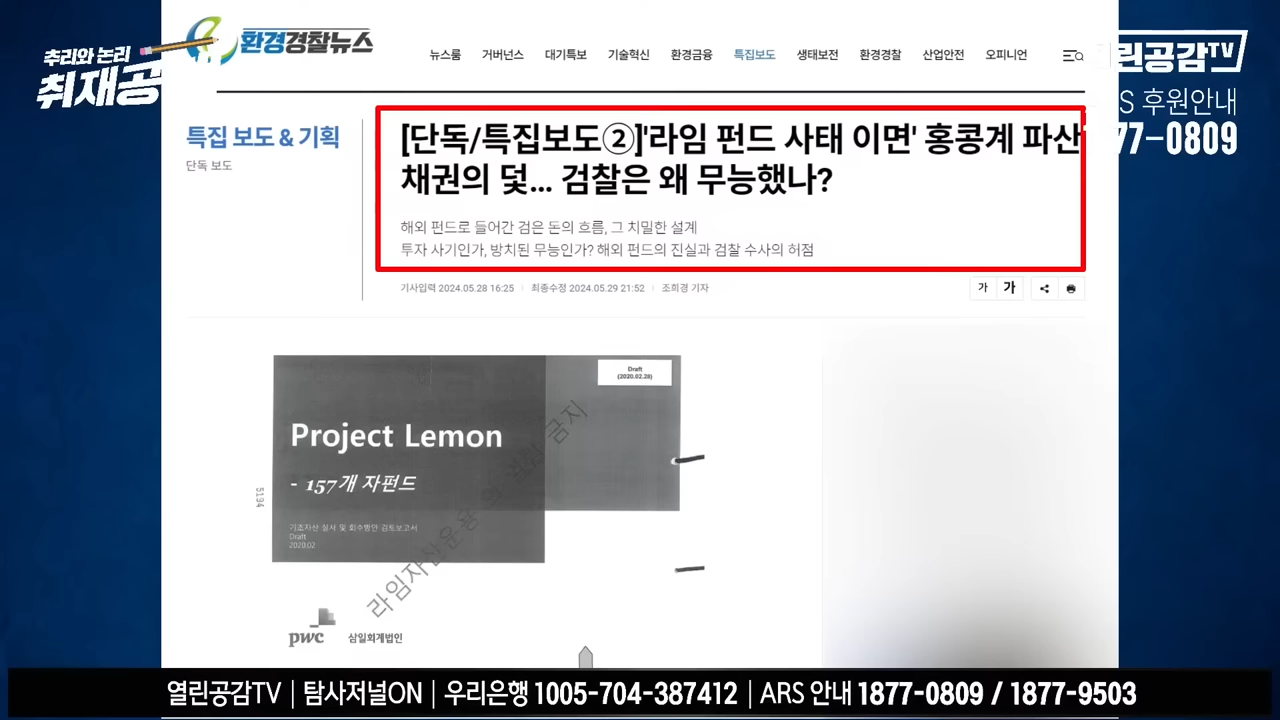 추리와 논리
취재공
환경경찰뉴스
뉴스룸 거버넌스 대기특보 기술혁신 환경금융 특집보도 생태보전 환경경찰 산업안전 오피니언
린공감TV
S 후원안내
77-0809
특집 보도 & 기획
단독 보도
[단독/특집보도②]'라임 펀드 사태 이면' 홍콩계 파산
채권의 덫... 검찰은 왜 무능했나?
해외 펀드로 들어간 검은 돈의 흐름, 그 치밀한 설계
투자 사기인가, 방치된 무능인가? 해외 펀드의 진실과 검찰 수사의 허점
기사입력 2024.05.28 16:25 | 최종수정 2024.05.29 21:52 | 조희경 기자
가 가
Draft
(2020.02.28)
Project Lemon
- 157개 자펀드
5194
기초자산 실사 및 회수방안 검토보고서
Draft
2020.02
라임자산운용 외 금지
pwc 삼일회계법인
열린공감TV | 탐사저널ON | 우리은행 1005-704-387412 | ARS 안내 1877-0809 / 1877-9503